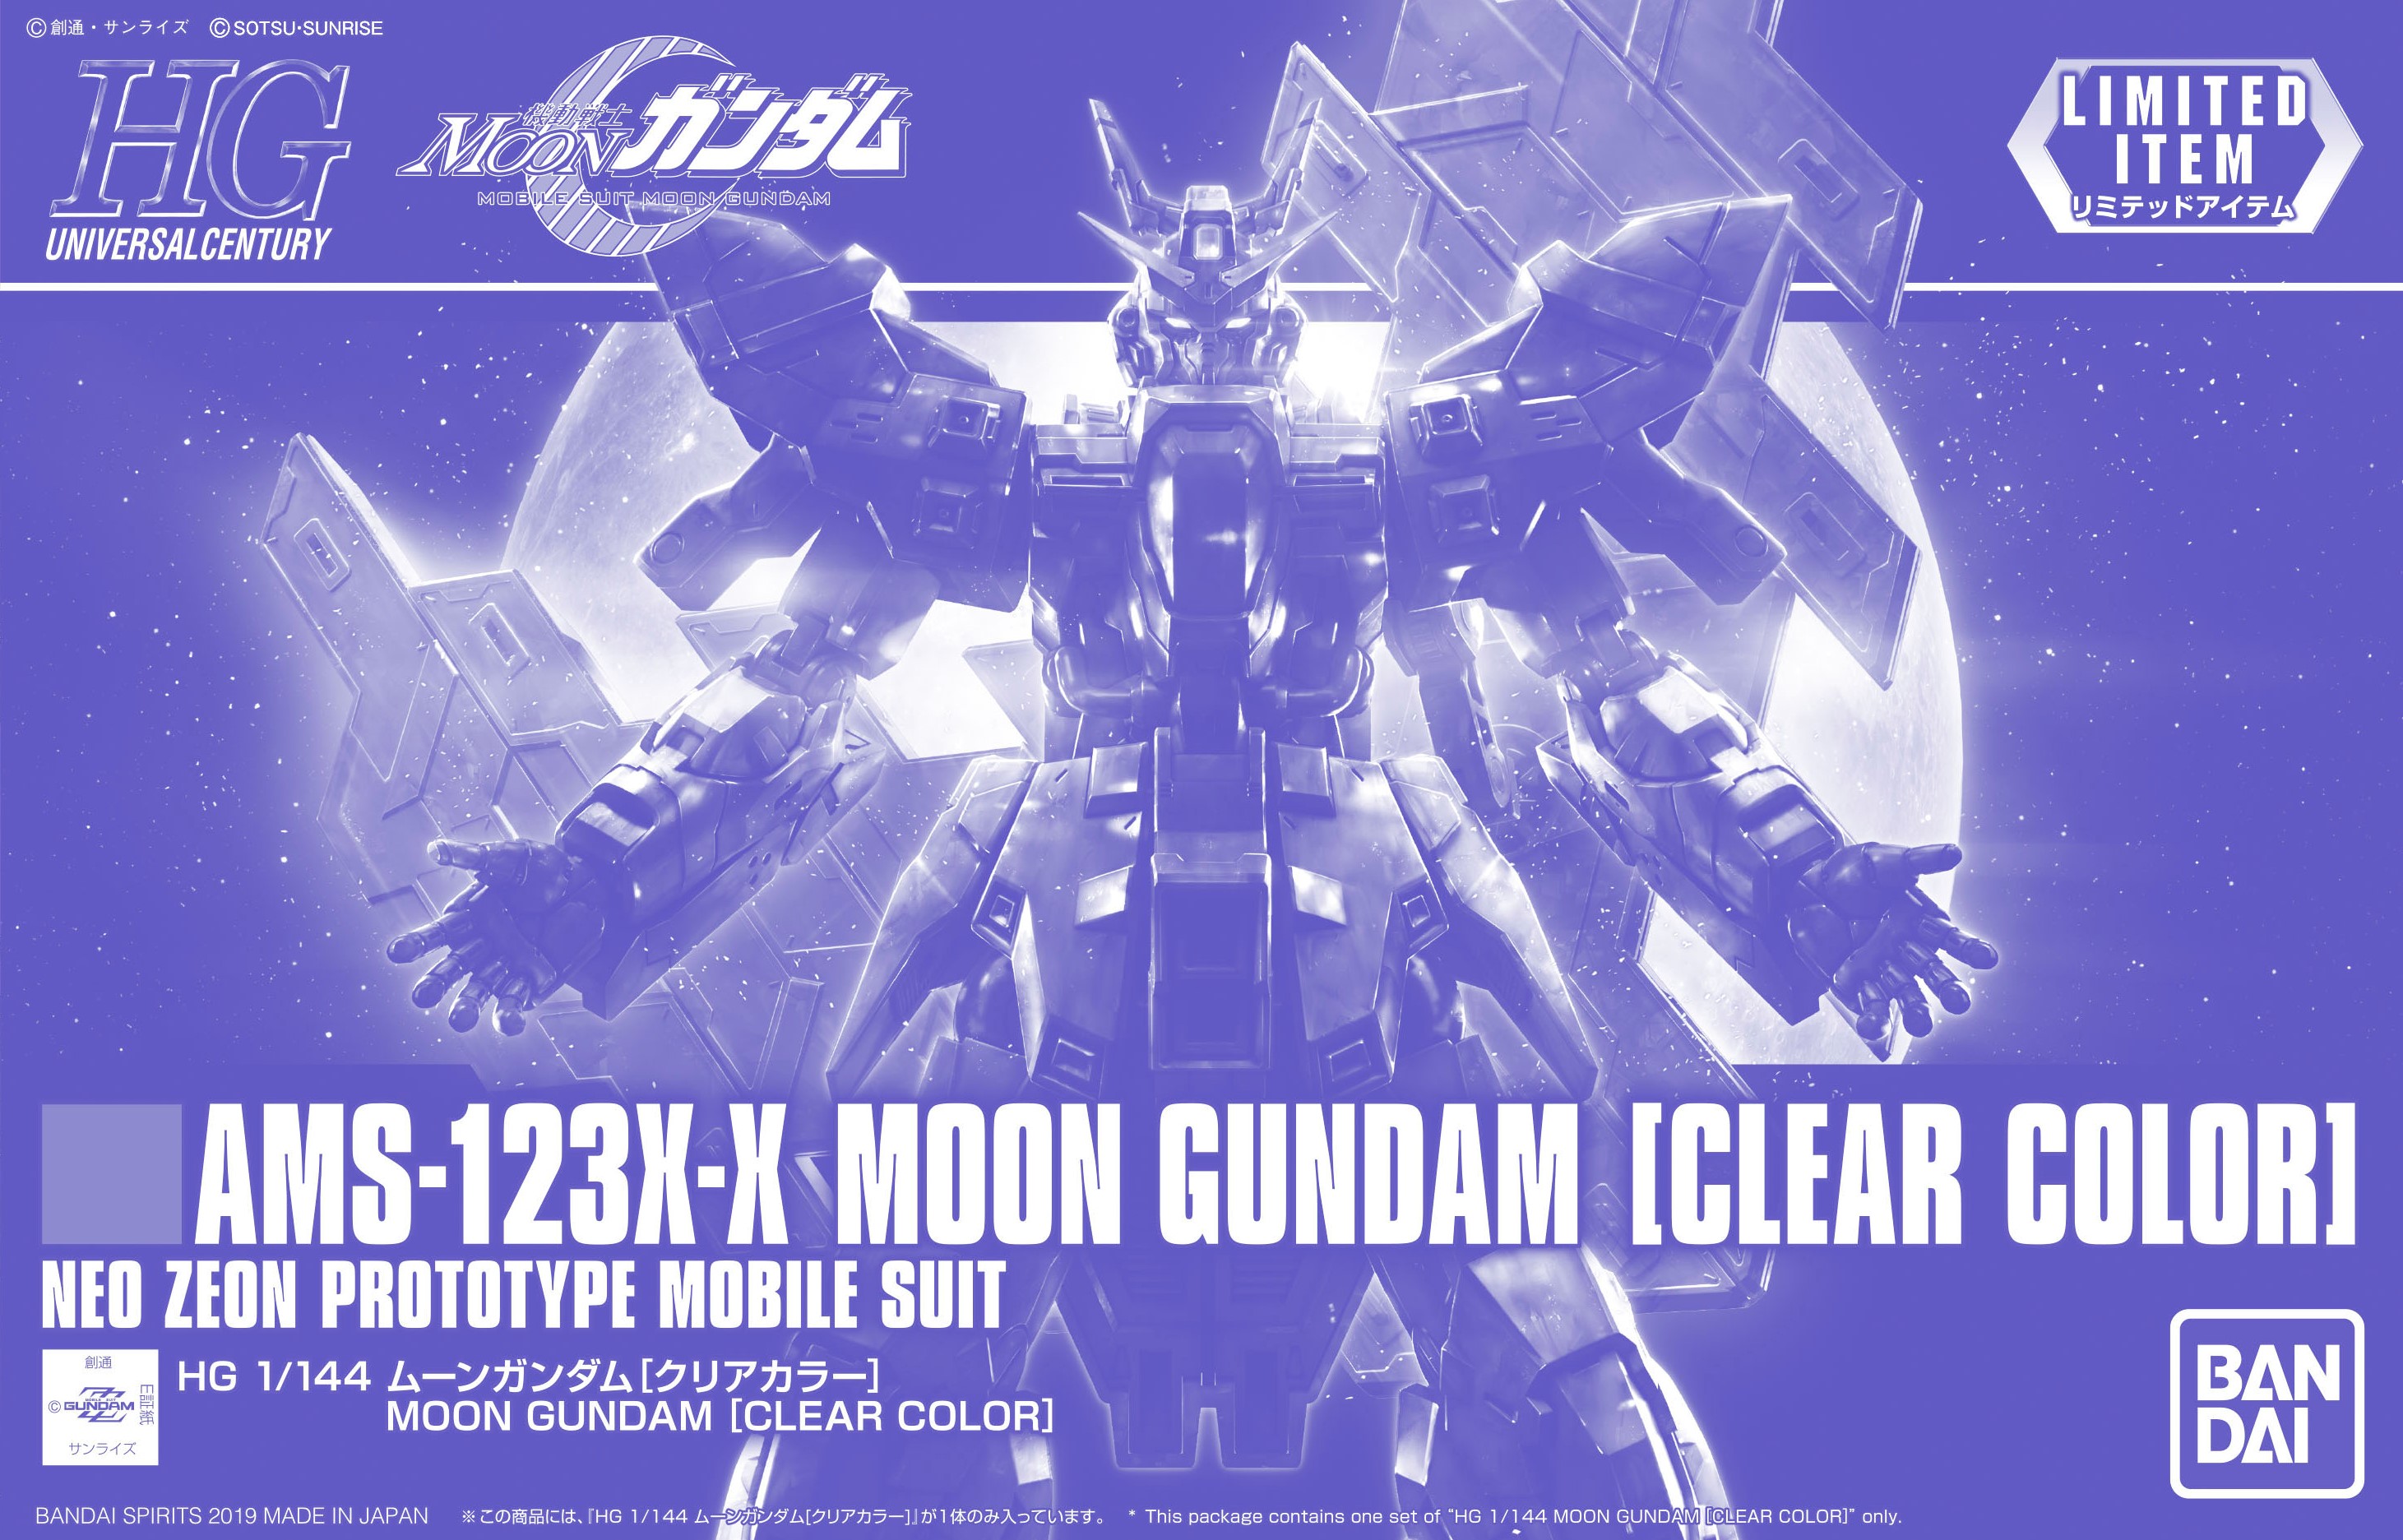 ©創通・サンライズ ©SOTSU・SUNRISE
HG
UNIVERSAL CENTURY
機動戦士
MOONガンダム
MOBILE SUIT MOON GUNDAM
LIMITED
ITEM
リミテッドアイテム
AMS-123X-X MOON GUNDAM [CLEAR COLOR]
NEO ZEON PROTOTYPE MOBILE SUIT
HG 1/144 ムーンガンダム[クリアカラー]
MOON GUNDAM [CLEAR COLOR]
創通
© GUNDAM
証紙
サンライズ
BAN
DAI
BANDAI SPIRITS 2019 MADE IN JAPAN ※この商品には、『HG 1/144 ムーンガンダム[クリアカラー]』が1体のみ入っています。 * This package contains one set of “HG 1/144 MOON GUNDAM [CLEAR COLOR]” only.